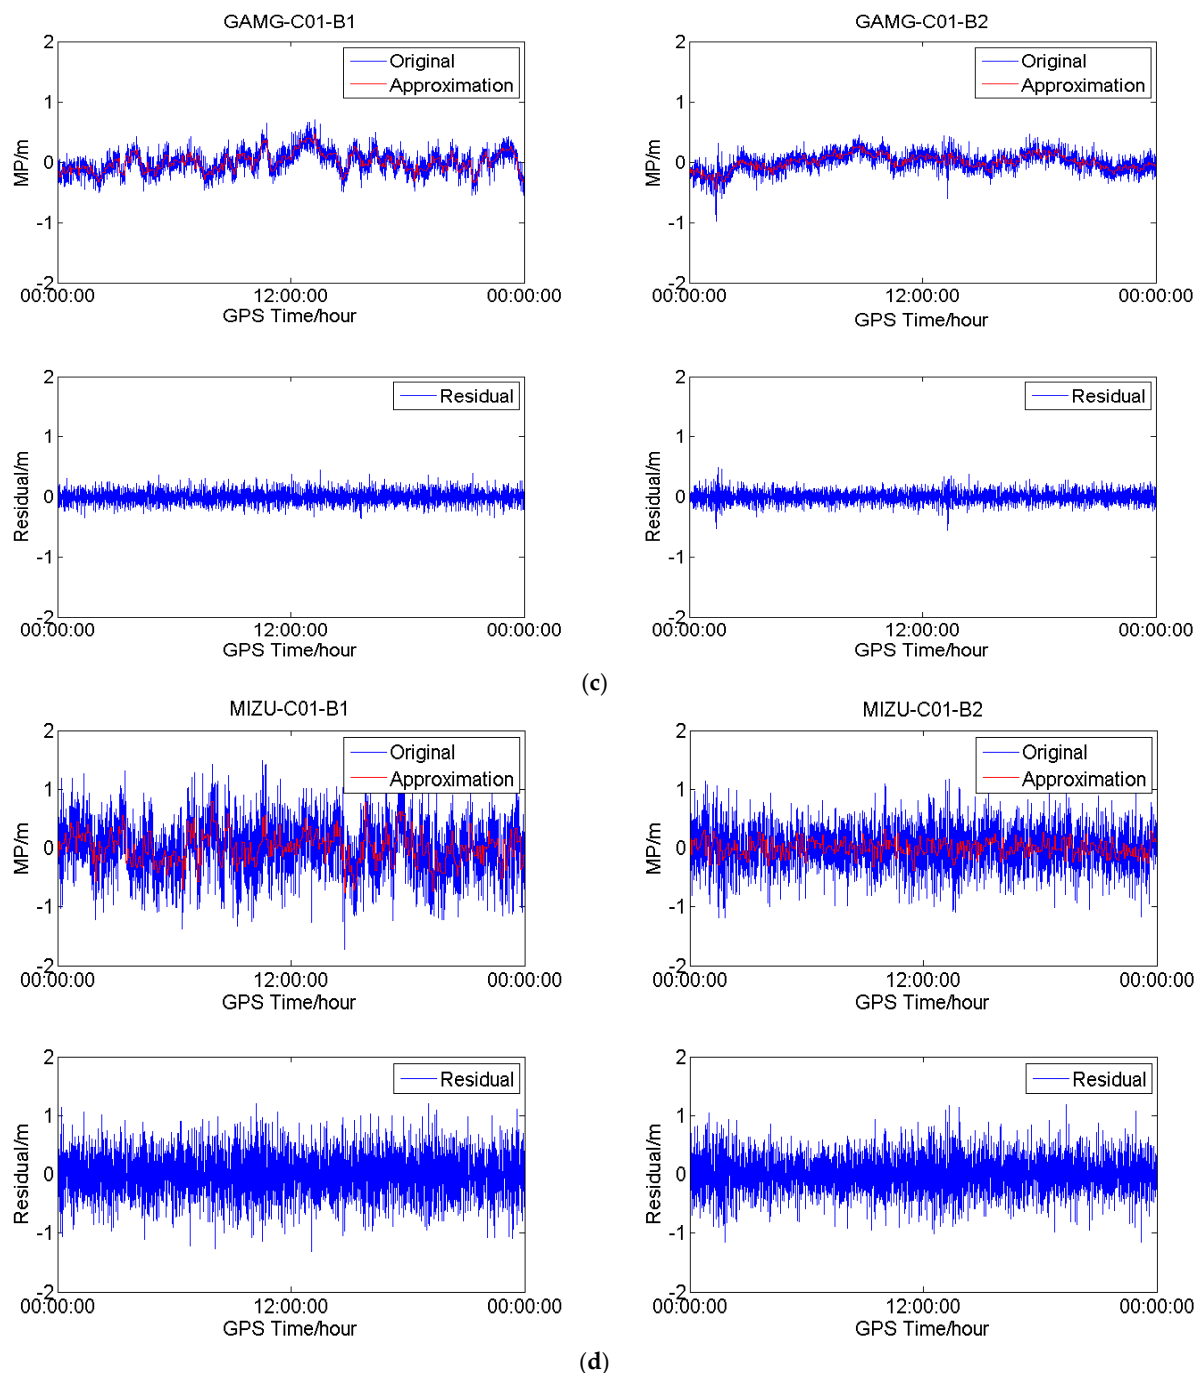 GAMG-C01-B1
2
1
0
-1
-2
MP/m
Original
Approximation
00:00:00
12:00:00
00:00:00
GPS Time/hour
GAMG-C01-B2
2
1
0
-1
-2
MP/m
Original
Approximation
00:00:00
12:00:00
00:00:00
GPS Time/hour
2
1
0
-1
-2
Residual/m
Residual
00:00:00
12:00:00
00:00:00
GPS Time/hour
2
1
0
-1
-2
Residual/m
Residual
00:00:00
12:00:00
00:00:00
GPS Time/hour
(c)
MIZU-C01-B1
2
1
0
-1
-2
MP/m
Original
Approximation
00:00:00
12:00:00
00:00:00
GPS Time/hour
MIZU-C01-B2
2
1
0
-1
-2
MP/m
Original
Approximation
00:00:00
12:00:00
00:00:00
GPS Time/hour
2
1
0
-1
-2
Residual/m
Residual
00:00:00
12:00:00
00:00:00
GPS Time/hour
2
1
0
-1
-2
Residual/m
Residual
00:00:00
12:00:00
00:00:00
GPS Time/hour
(d)